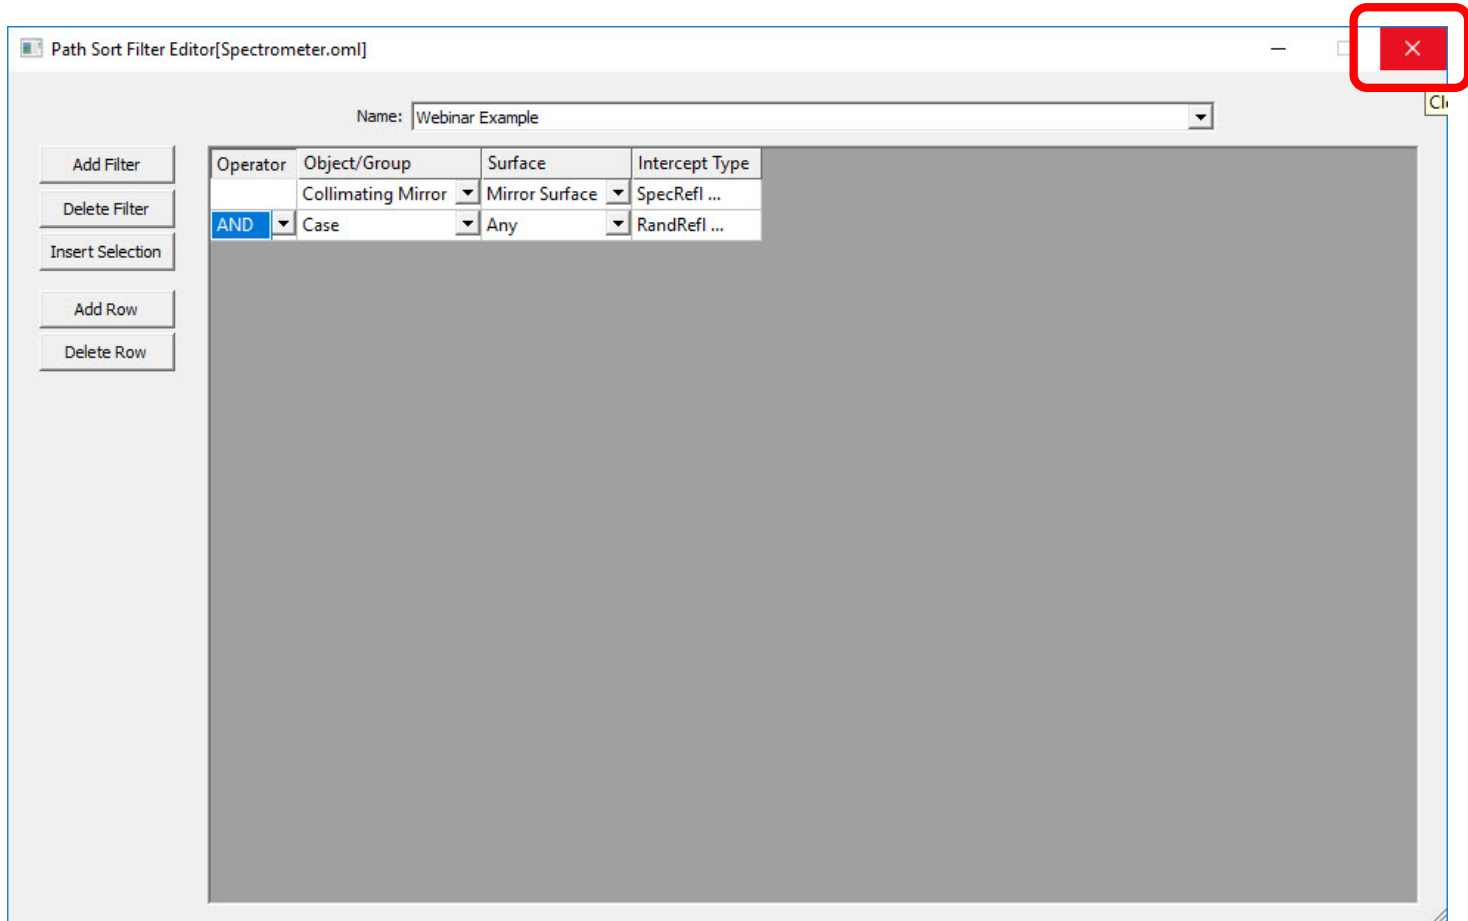 Path Sort Filter Editor[Spectrometer.oml]
Name: Webinar Example
Add Filter
Delete Filter
Insert Selection
Add Row
Delete Row
Operator Object/Group Surface Intercept Type
Collimating Mirror Mirror Surface SpecRefl ...
AND Case Any RandRefl ...